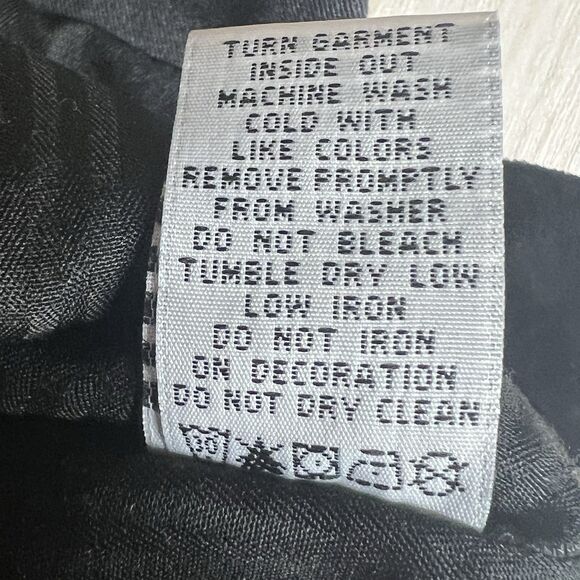 TURN GARMENT
INSIDE OUT
MACHINE WASH
COLD WITH
LIKE COLORS
REMOVE PROMPTLY
FROM WASHER
DO NOT BLEACH
TUMBLE DRY LOW
LOW IRON
DO NOT IRON
ON DECORATION
DO NOT DRY CLEAN
30